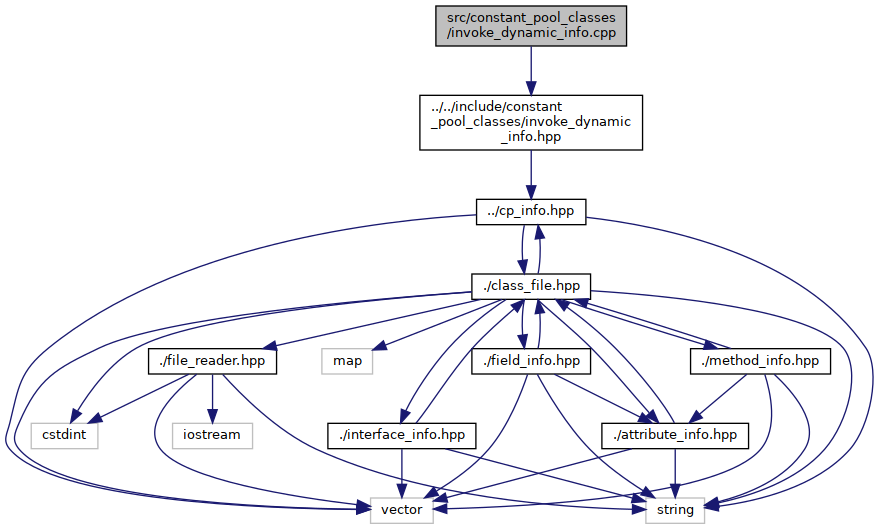 src/constant_pool_classes
/invoke_dynamic_info.cpp
../../include/constant
_pool_classes/invoke_dynamic
_info.hpp
../cp_info.hpp
./class_file.hpp
./file_reader.hpp
map
./field_info.hpp
./method_info.hpp
cstdint
iostream
./interface_info.hpp
./attribute_info.hpp
vector
string